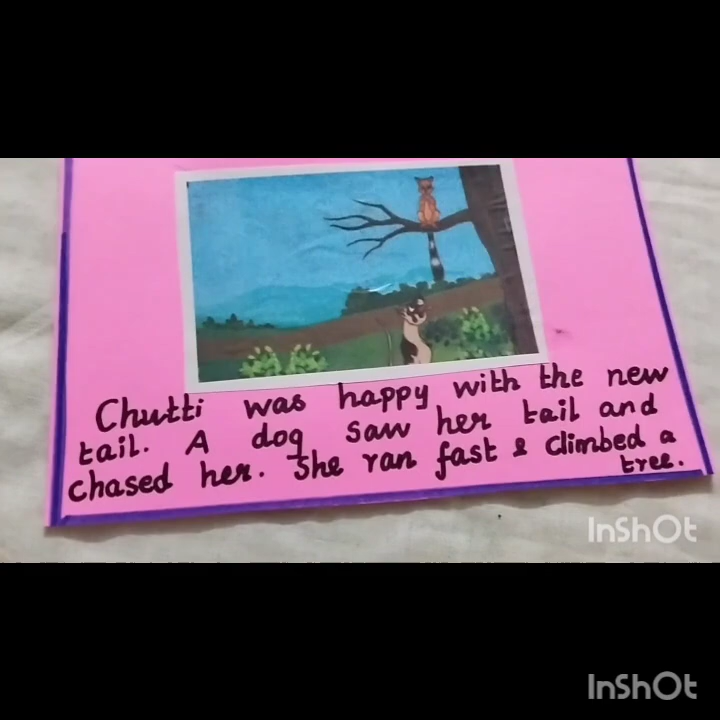 Chutti was happy with the new
tail. A dog saw her tail and
chased her. She ran fast & climbed a
tree.
InShOt
InShOt